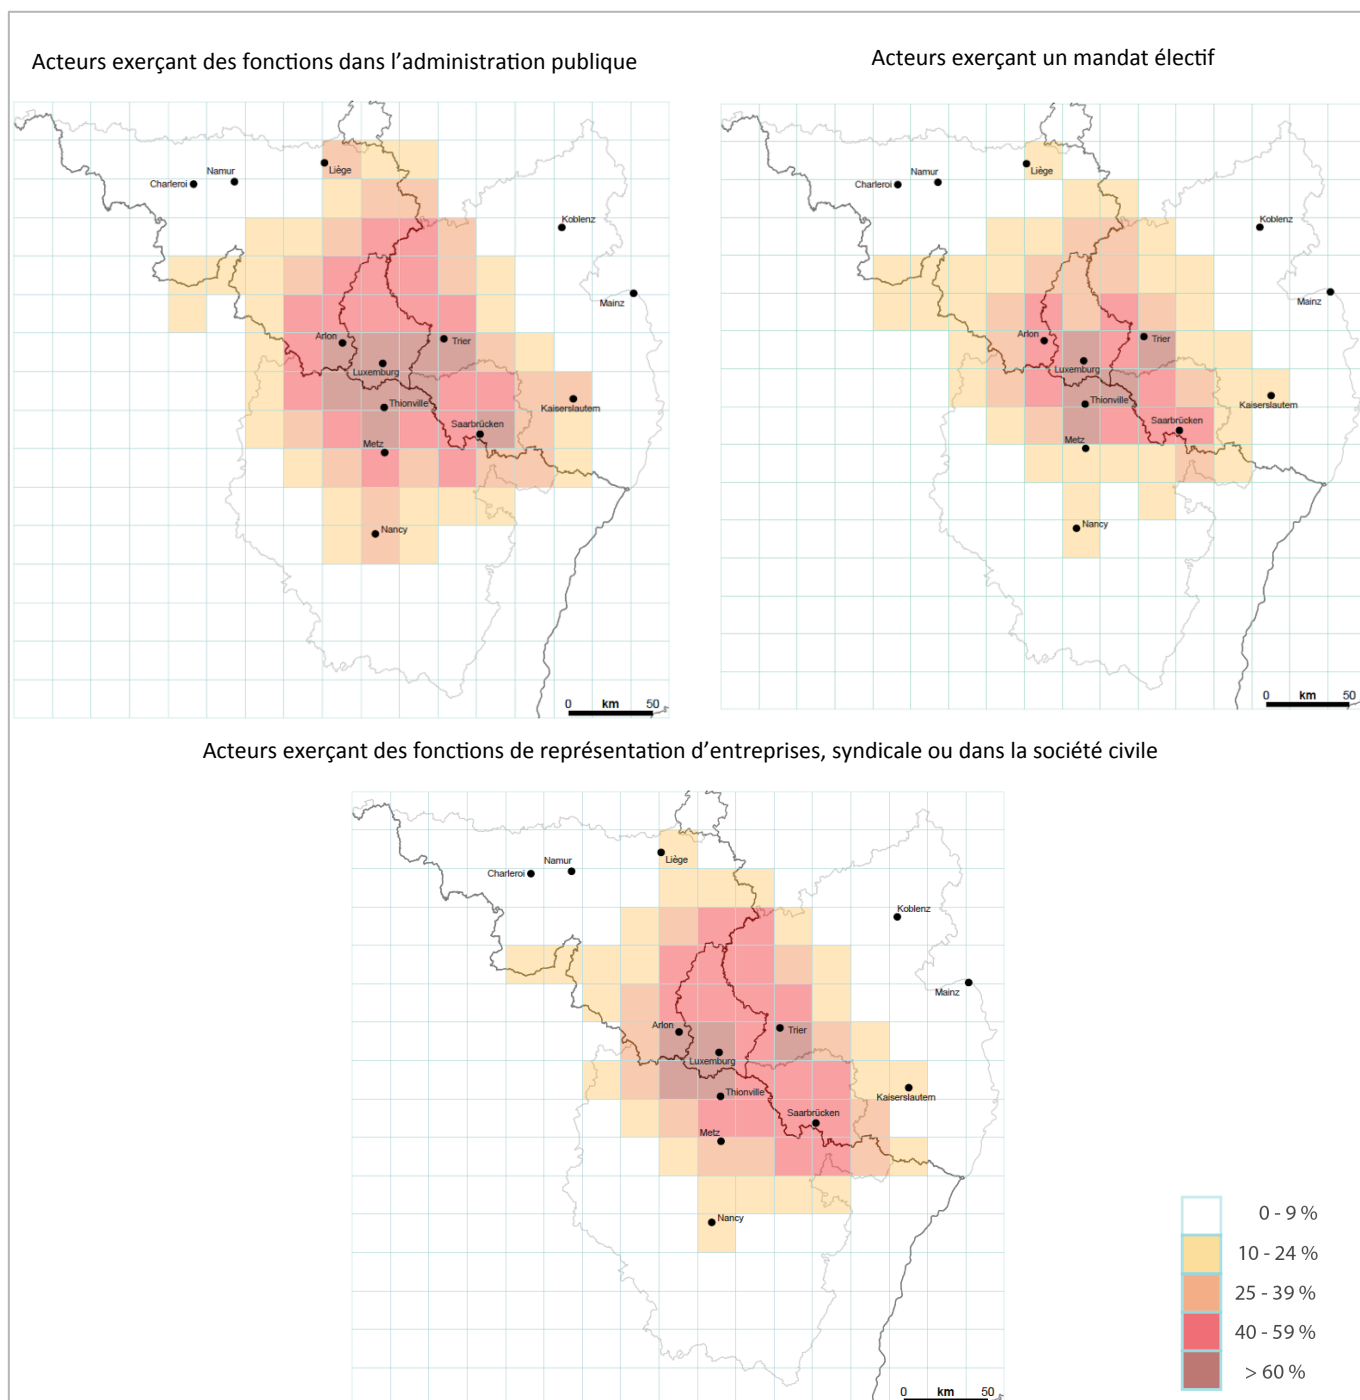 Acteurs exerçant des fonctions dans l'administration publique
Acteurs exerçant un mandat électif
Liège
Namur
Charleroi
Koblenz
Mainz
Arlon
Trier
Luxemburg
Thionville
Kaiserslautern
Saarbrücken
Metz
Nancy
0 km 50
Liège
Namur
Charleroi
Koblenz
Mainz
Arlon
Trier
Luxemburg
Thionville
Kaiserslautern
Saarbrücken
Metz
Nancy
0 km 50
Acteurs exerçant des fonctions de représentation d'entreprises, syndicale ou dans la société civile
Liège
Namur
Charleroi
Koblenz
Mainz
Arlon
Trier
Luxemburg
Thionville
Kaiserslautern
Saarbrücken
Metz
Nancy
0 km 50
0 - 9 %
10 - 24 %
25 - 39 %
40 - 59 %
> 60 %